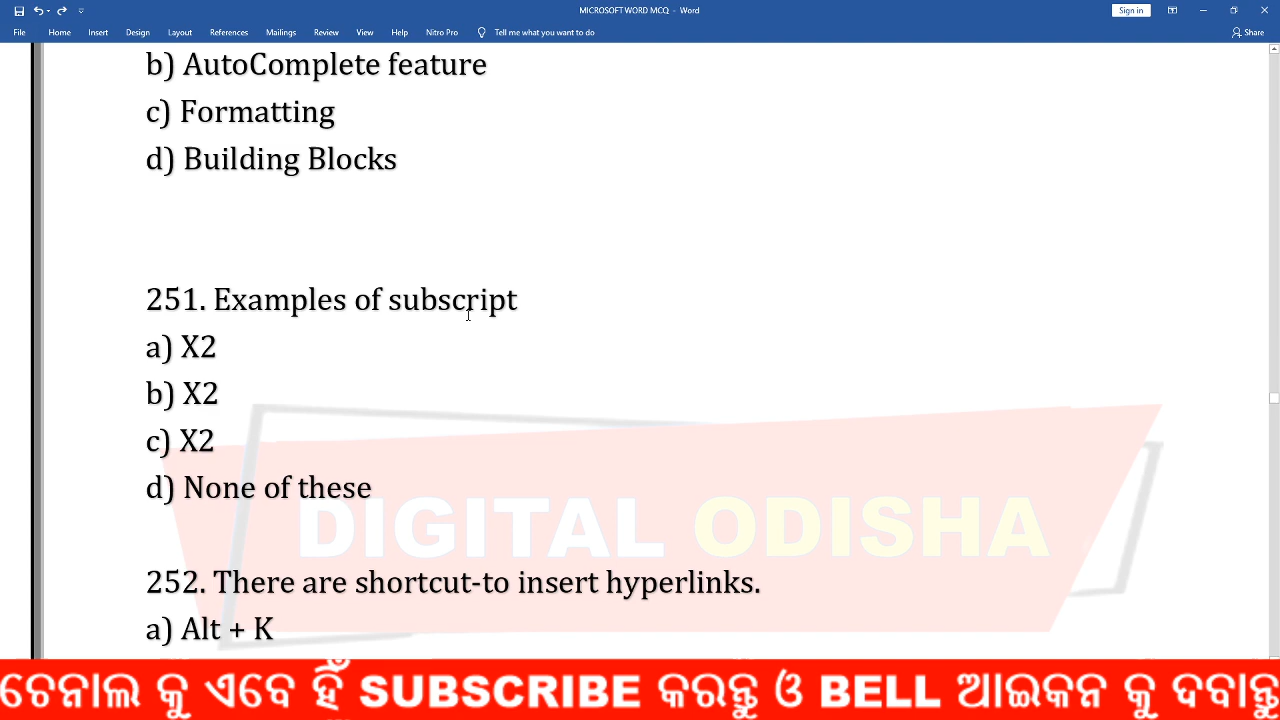 MICROSOFT WORD MCQ - Word
Sign in
File Home Insert Design Layout References Mailings Review View Help Nitro Pro Tell me what you want to do Share
b) AutoComplete feature
c) Formatting
d) Building Blocks
251. Examples of subscript
a) X2
b) X2
c) X2
d) None of these
DIGITAL ODISHA
252. There are shortcut-to insert hyperlinks.
a) Alt + K
ଚେନାଲ କୁ ଏବେ ହିଁ SUBSCRIBE କରନ୍ତୁ ଓ BELL ଆଇକନ କୁ ଦବାନ୍ତୁ